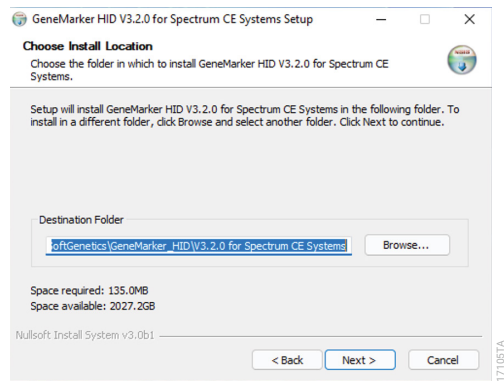 GeneMarker HID V3.2.0 for Spectrum CE Systems Setup
Choose Install Location
Choose the folder in which to install GeneMarker HID V3.2.0 for Spectrum CE
Systems.
Setup will install GeneMarker HID V3.2.0 for Spectrum CE Systems in the following folder. To
install in a different folder, click Browse and select another folder. Click Next to continue.
Destination Folder
oftGenetics\GeneMarker_HID\V3.2.0 for Spectrum CE Systems
Browse...
Space required: 135.0MB
Space available: 2027.2GB
Nullsoft Install System v3.0b1
< Back
Next >
Cancel
17105TA